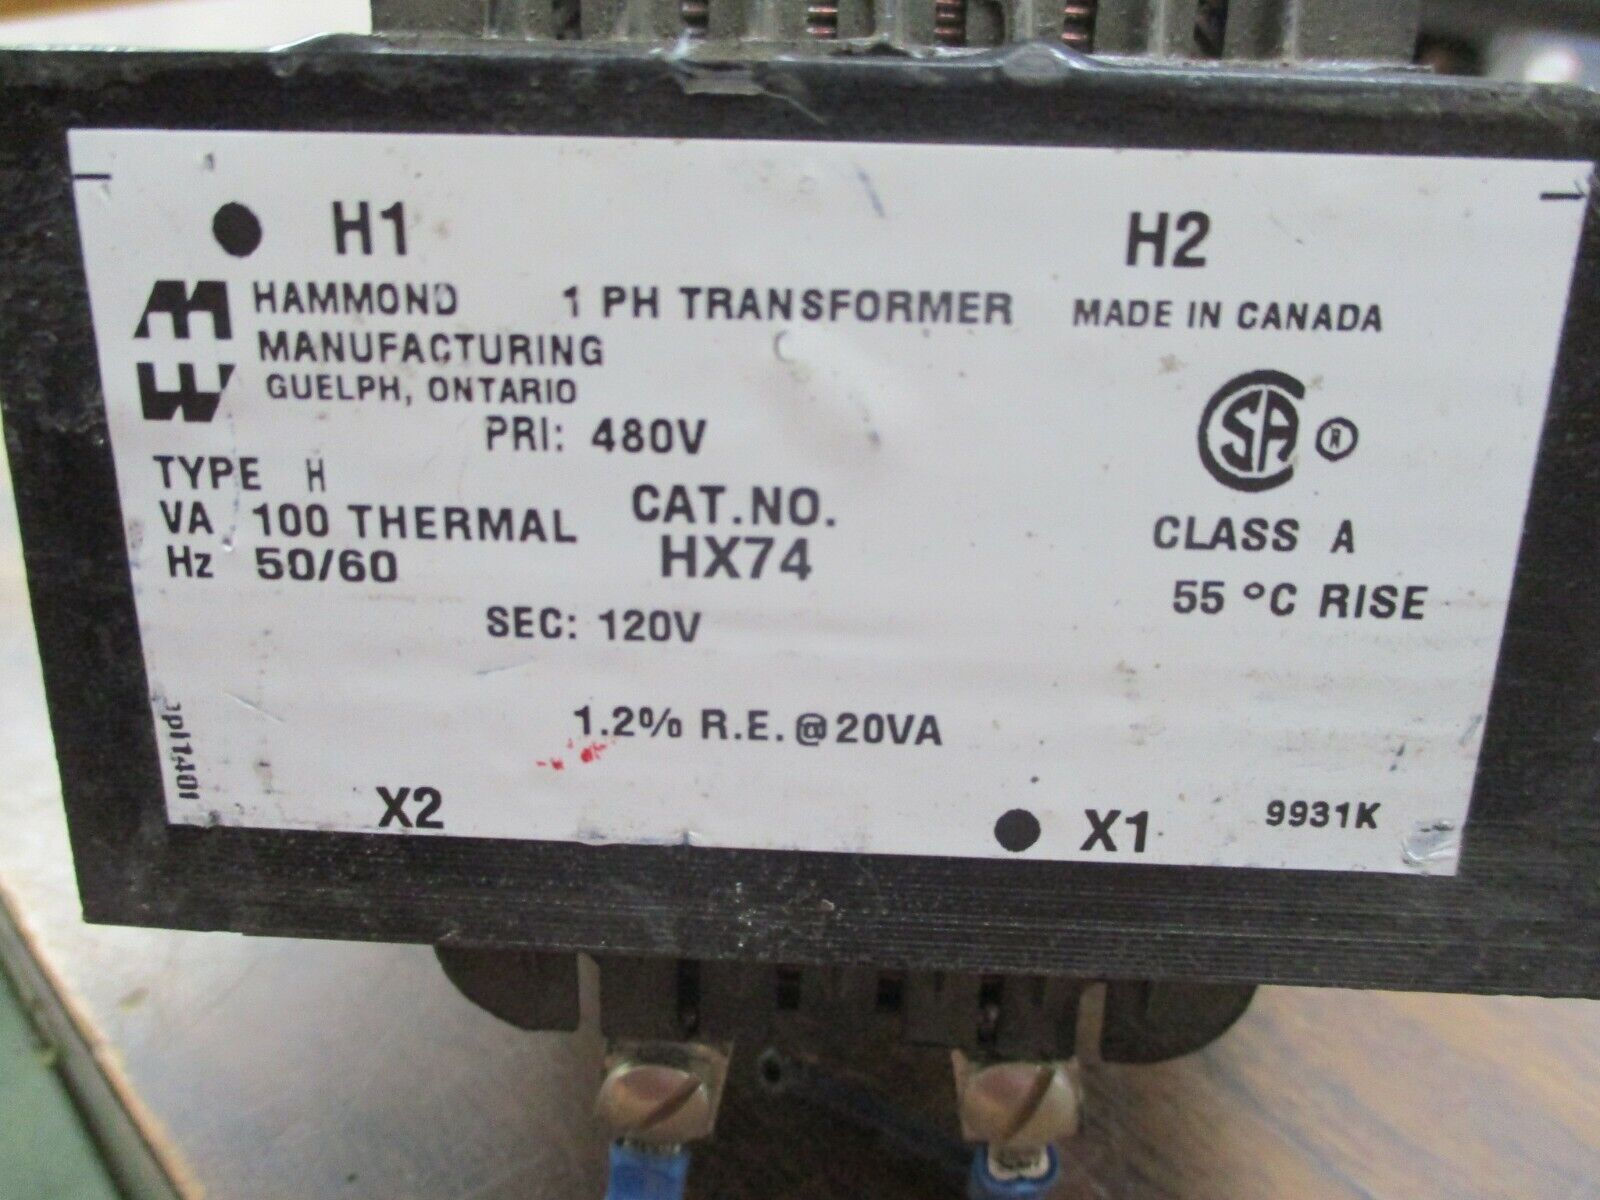 H1 H2
HAMMOND 1 PH TRANSFORMER MADE IN CANADA
MANUFACTURING
GUELPH, ONTARIO
PRI: 480V
SA ®
TYPE H
CAT.NO.
VA 100 THERMAL
CLASS A
Hz 50/60
HX74
55 °C RISE
SEC: 120V
1.2% R.E.@20VA
X2 X1 9931K